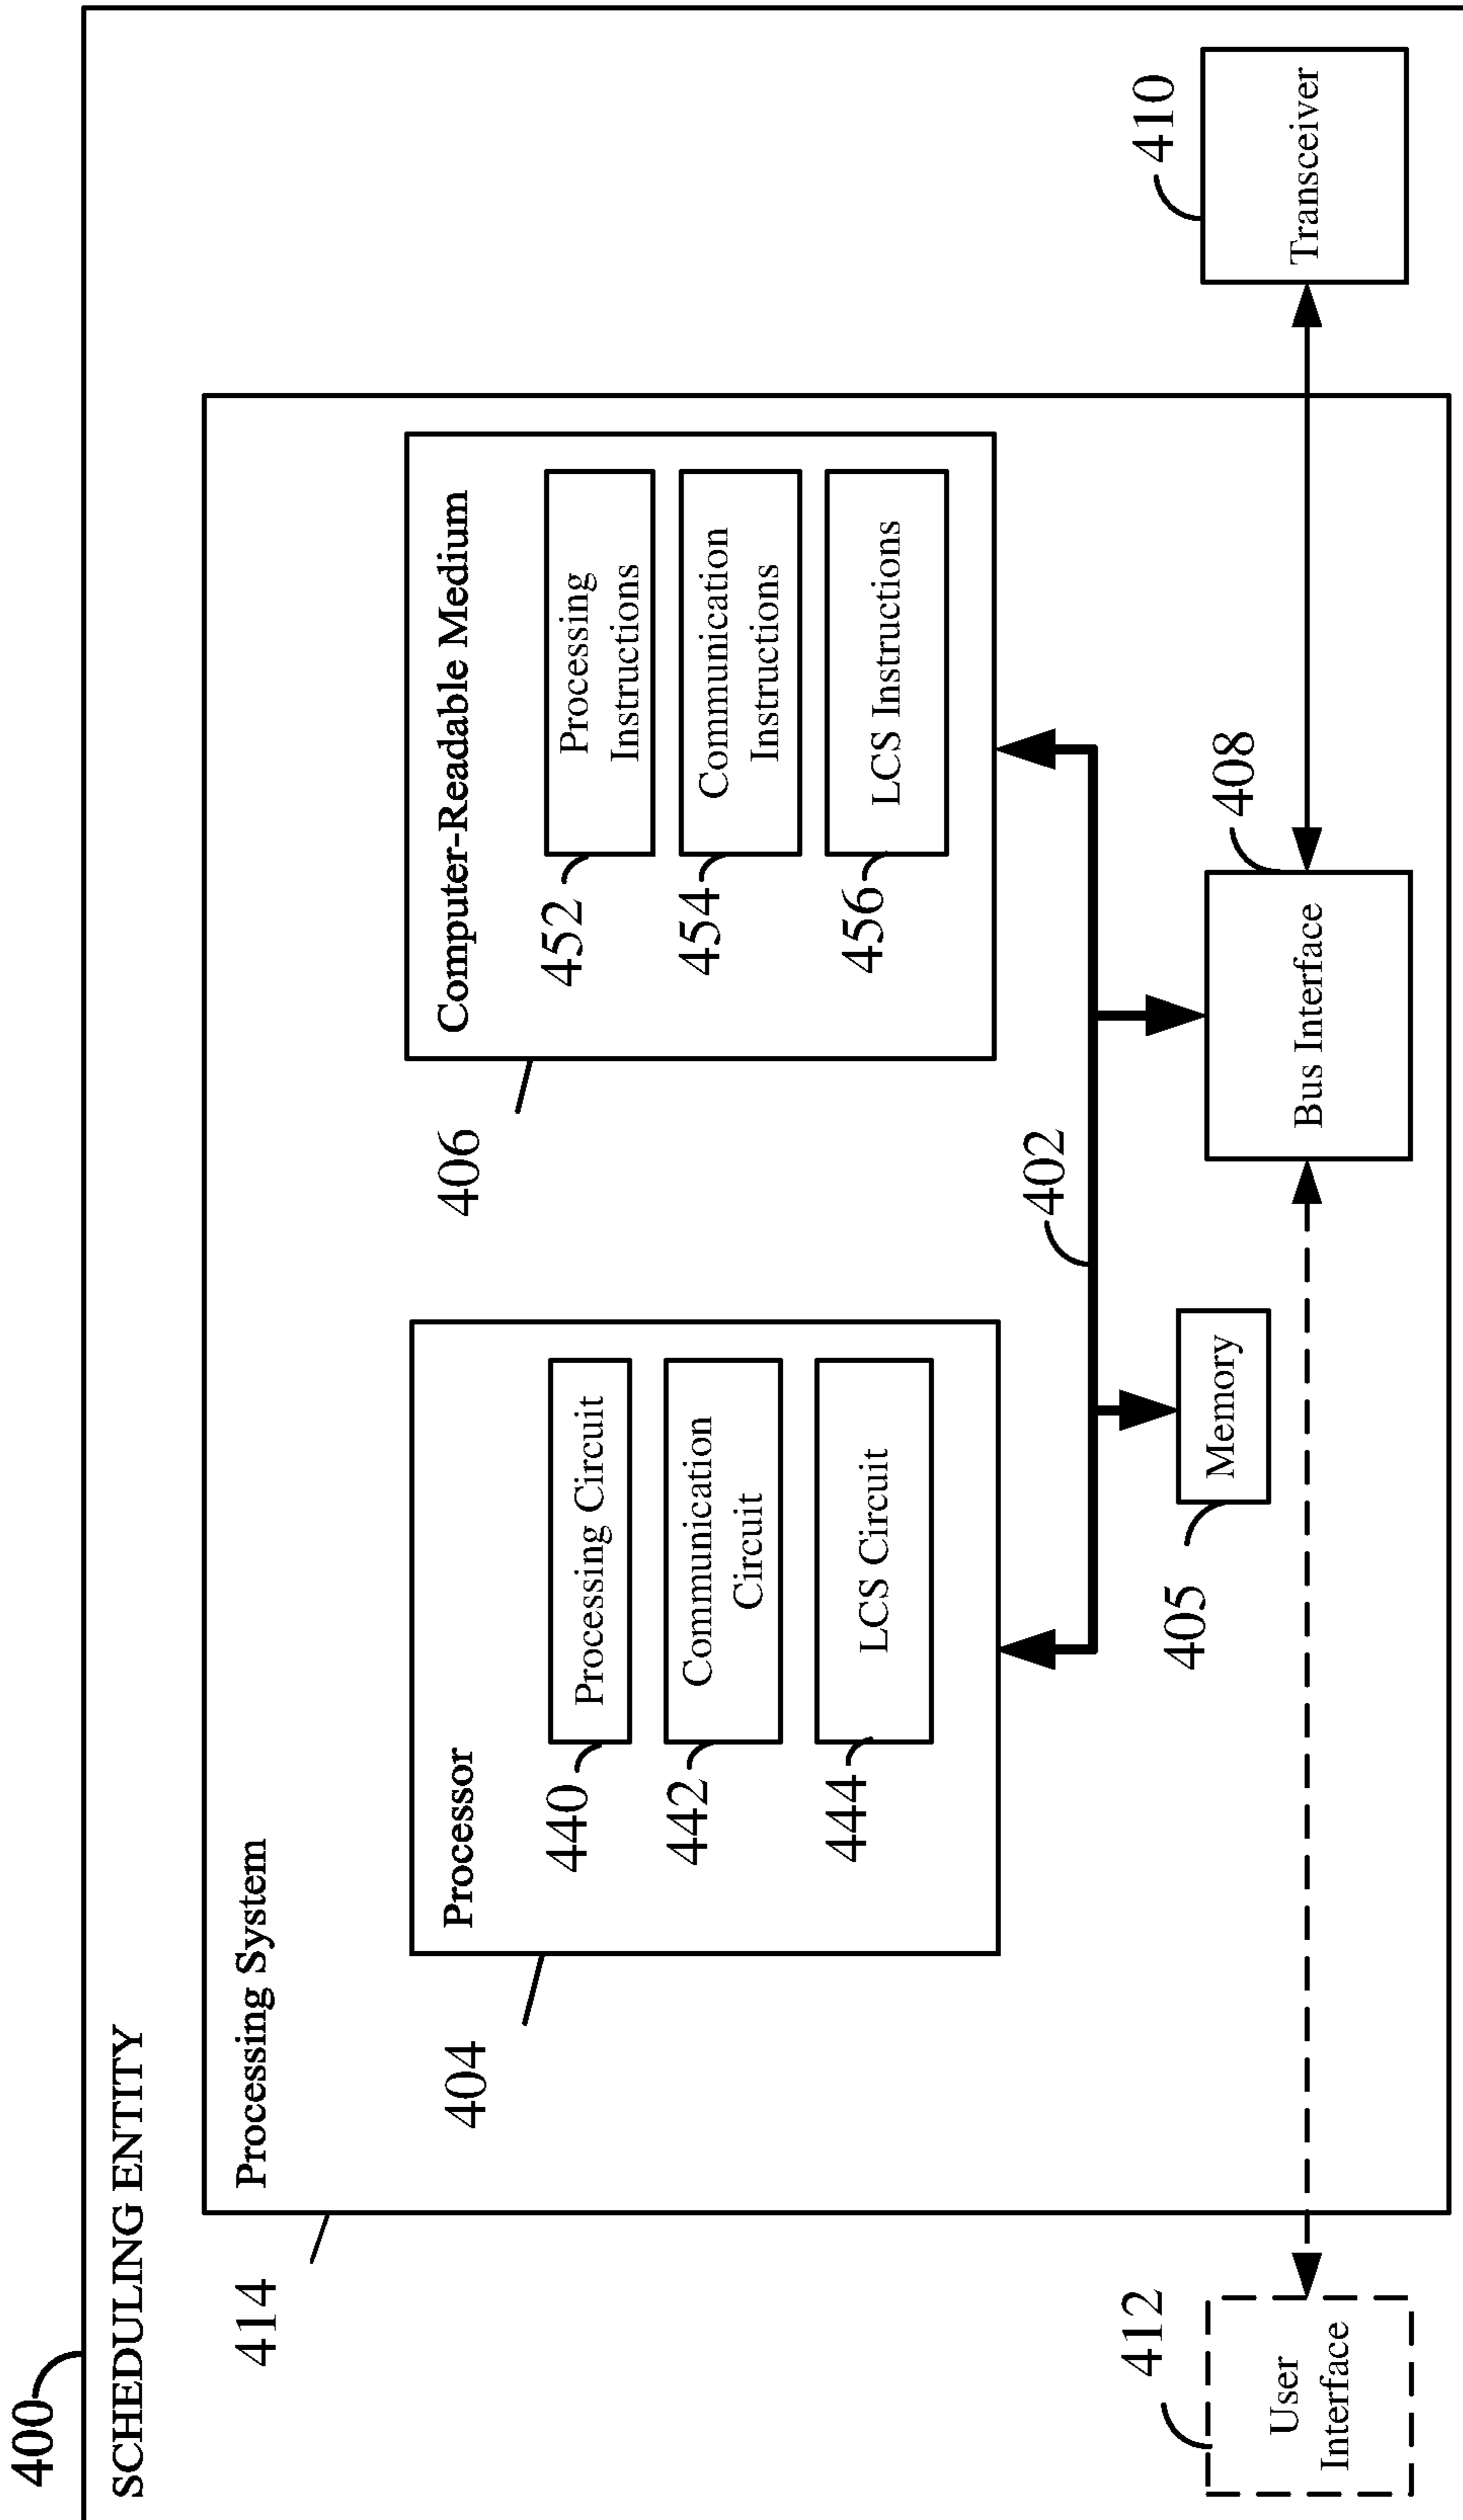 400
SCHEDULING ENTITY
414
Processing System
404
Processor
440
Processing Circuit
442
Communication
Circuit
444
LCS Circuit
406
Computer-Readable Medium
452
Processing
Instructions
454
Communication
Instructions
456
LCS Instructions
402
405
Memory
408
Bus Interface
412
User
Interface
410
Transceiver